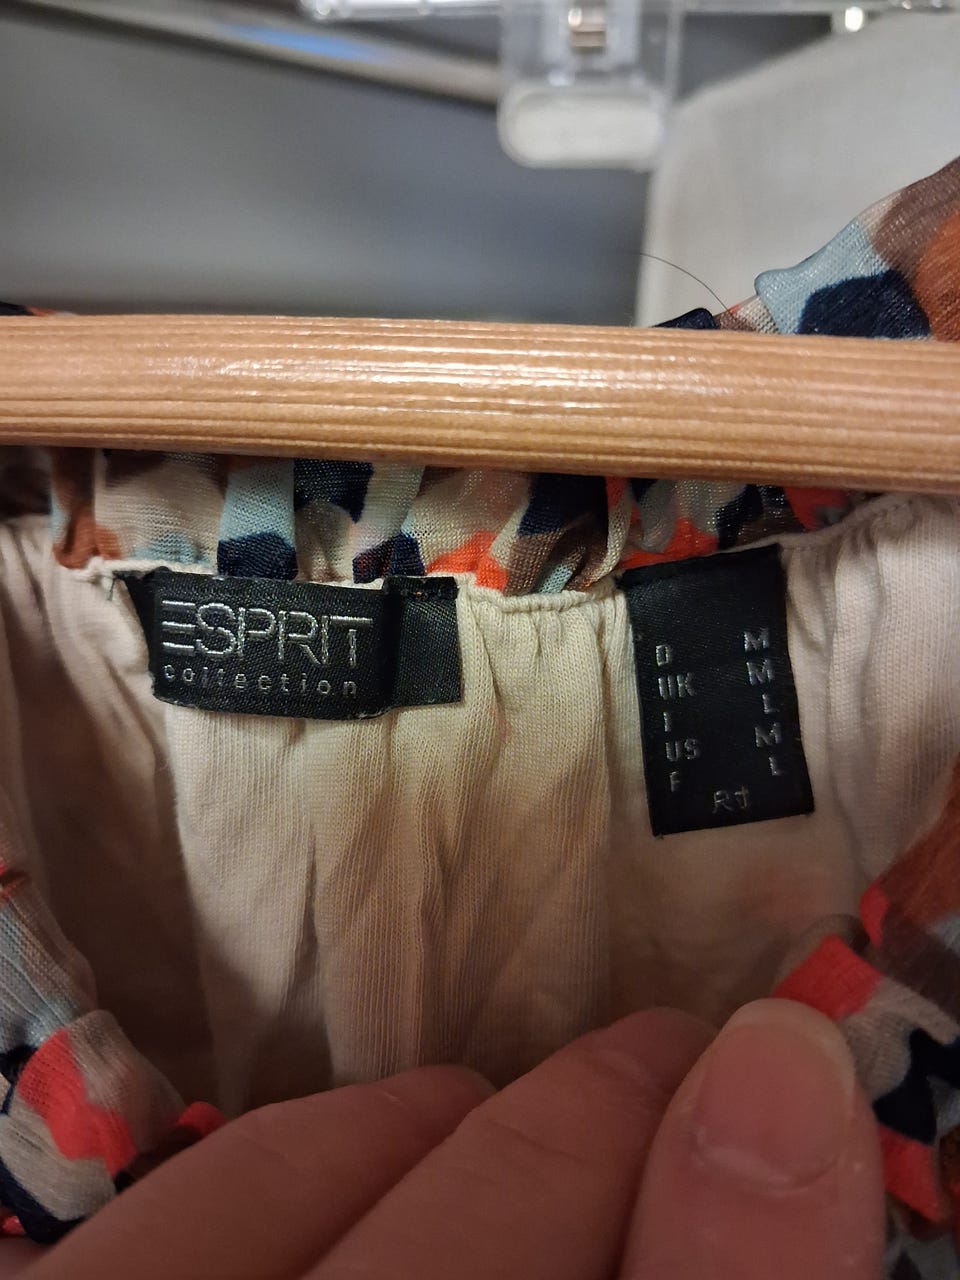 ESPRIT
collection
D M
UK M
I L
US M
F L